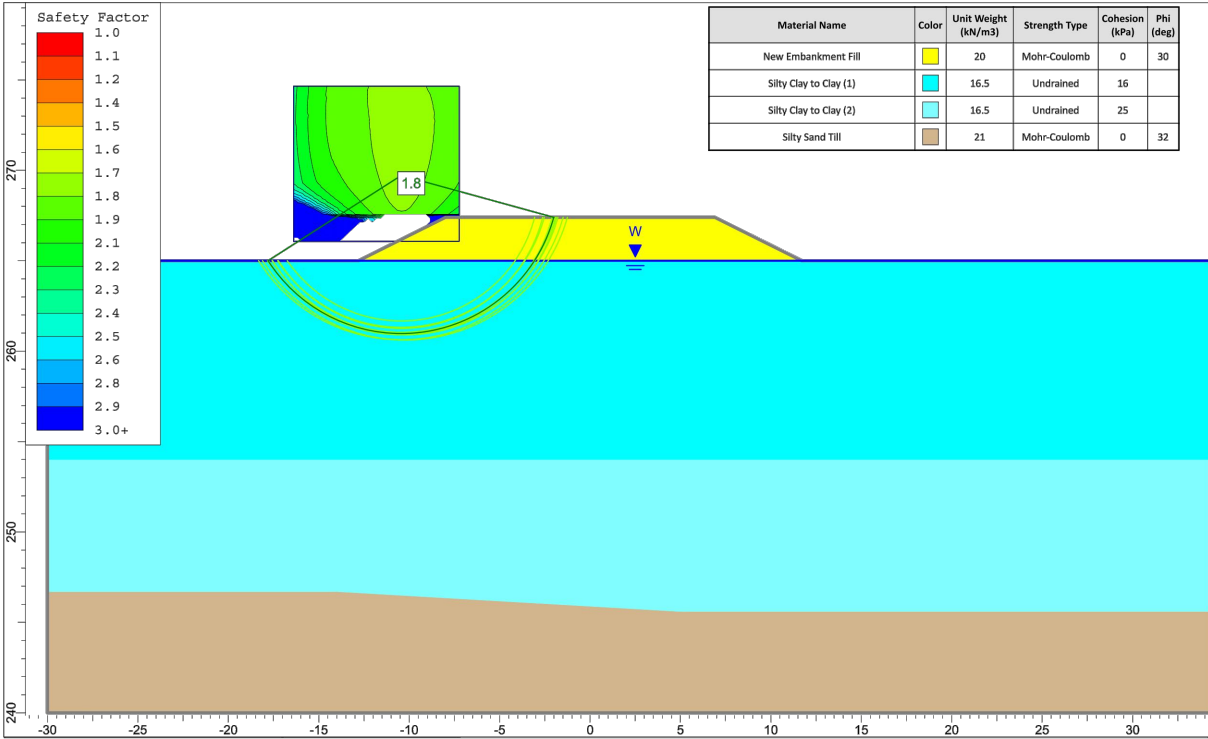 Safety Factor
1.0
1.1
1.2
1.4
1.5
1.6
1.7
1.8
1.9
2.1
2.2
2.3
2.4
2.5
2.6
2.8
2.9
3.0+
Material Name Color Unit Weight (kN/m3) Strength Type Cohesion (kPa) Phi (deg)
New Embankment Fill 20 Mohr-Coulomb 0 30
Silty Clay to Clay (1) 16.5 Undrained 16
Silty Clay to Clay (2) 16.5 Undrained 25
Silty Sand Till 21 Mohr-Coulomb 0 32
1.8
W
270
260
250
240
-30 -25 -20 -15 -10 -5 0 5 10 15 20 25 30